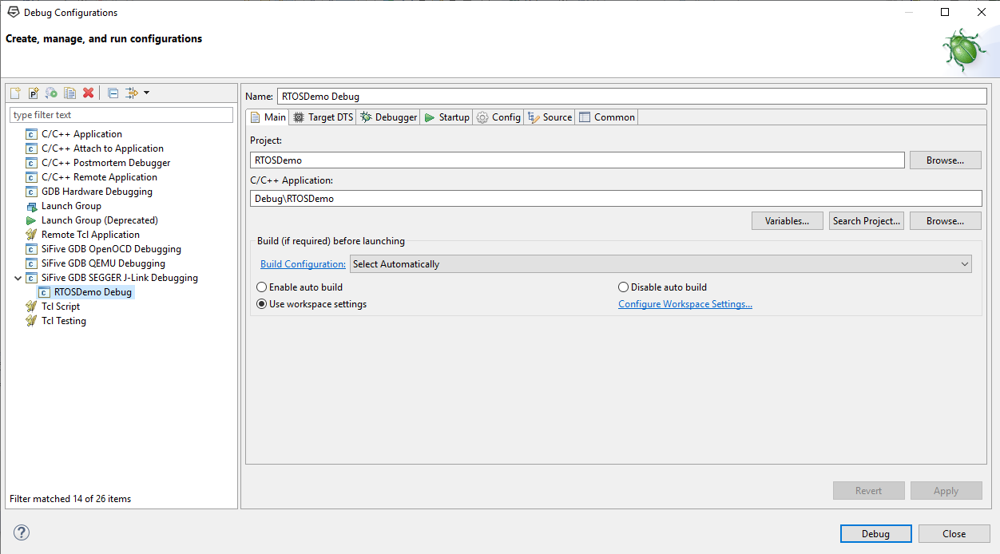 Debug Configurations
Create, manage, and run configurations
type filter text
C/C++ Application
C/C++ Attach to Application
C/C++ Postmortem Debugger
C/C++ Remote Application
GDB Hardware Debugging
Launch Group
Launch Group (Deprecated)
Remote Tcl Application
SiFive GDB OpenOCD Debugging
SiFive GDB QEMU Debugging
SiFive GDB SEGGER J-Link Debugging
RTOSDemo Debug
Tcl Script
Tcl Testing
Filter matched 14 of 26 items
Name: RTOSDemo Debug
Main Target DTS Debugger Startup Config Source Common
Project:
RTOSDemo Browse...
C/C++ Application:
Debug\RTOSDemo
Variables... Search Project... Browse...
Build (if required) before launching
Build Configuration: Select Automatically
Enable auto build Disable auto build
Use workspace settings Configure Workspace Settings...
Revert Apply
? Debug Close